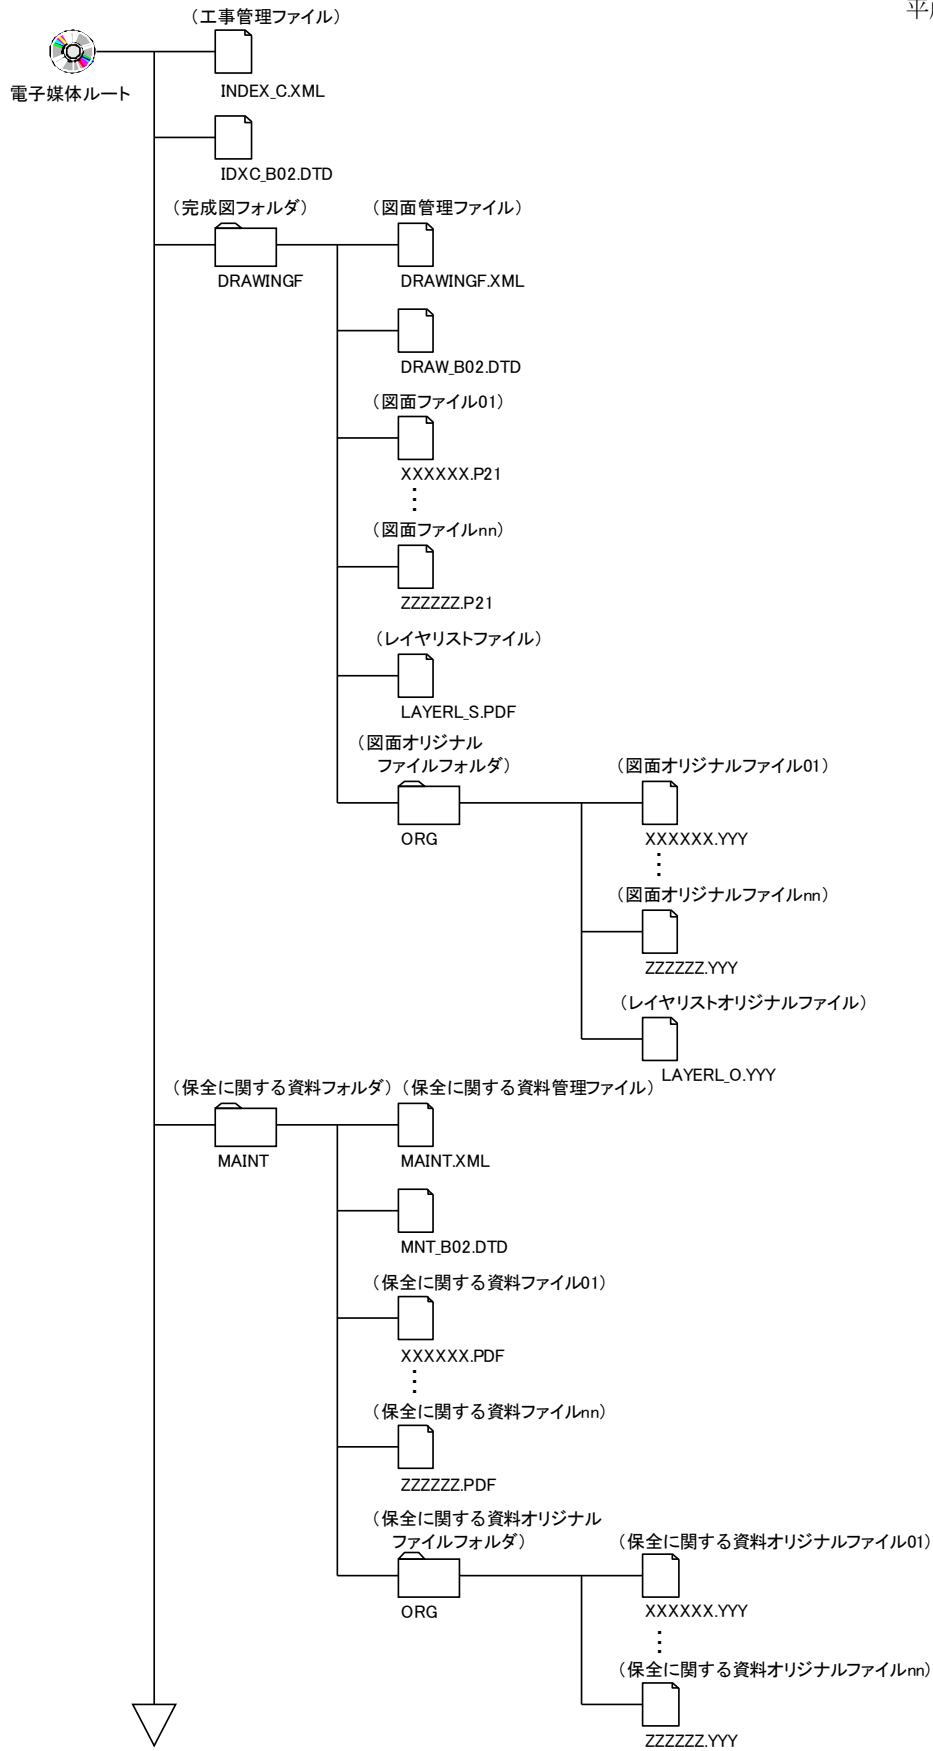 平
（工事管理ファイル）
電子媒体ルート
INDEX_C.XML
IDXC_B02.DTD
（完成図フォルダ）
（図面管理ファイル）
DRAWINGF
DRAWINGF.XML
DRAW_B02.DTD
（図面ファイル01）
XXXXXX.P21
（図面ファイルnn）
ZZZZZZ.P21
（レイヤリストファイル）
LAYERL_S.PDF
（図面オリジナル
ファイルフォルダ）
（図面オリジナルファイル01）
ORG
XXXXXX.YYY
（図面オリジナルファイルnn）
ZZZZZZ.YYY
（レイヤリストオリジナルファイル）
LAYERL_O.YYY
（保全に関する資料フォルダ）
（保全に関する資料管理ファイル）
MAINT
MAINT.XML
MNT_B02.DTD
（保全に関する資料ファイル01）
XXXXXX.PDF
（保全に関する資料ファイルnn）
ZZZZZZ.PDF
（保全に関する資料オリジナル
ファイルフォルダ）
（保全に関する資料オリジナルファイル01）
ORG
XXXXXX.YYY
（保全に関する資料オリジナルファイルnn）
ZZZZZZ.YYY